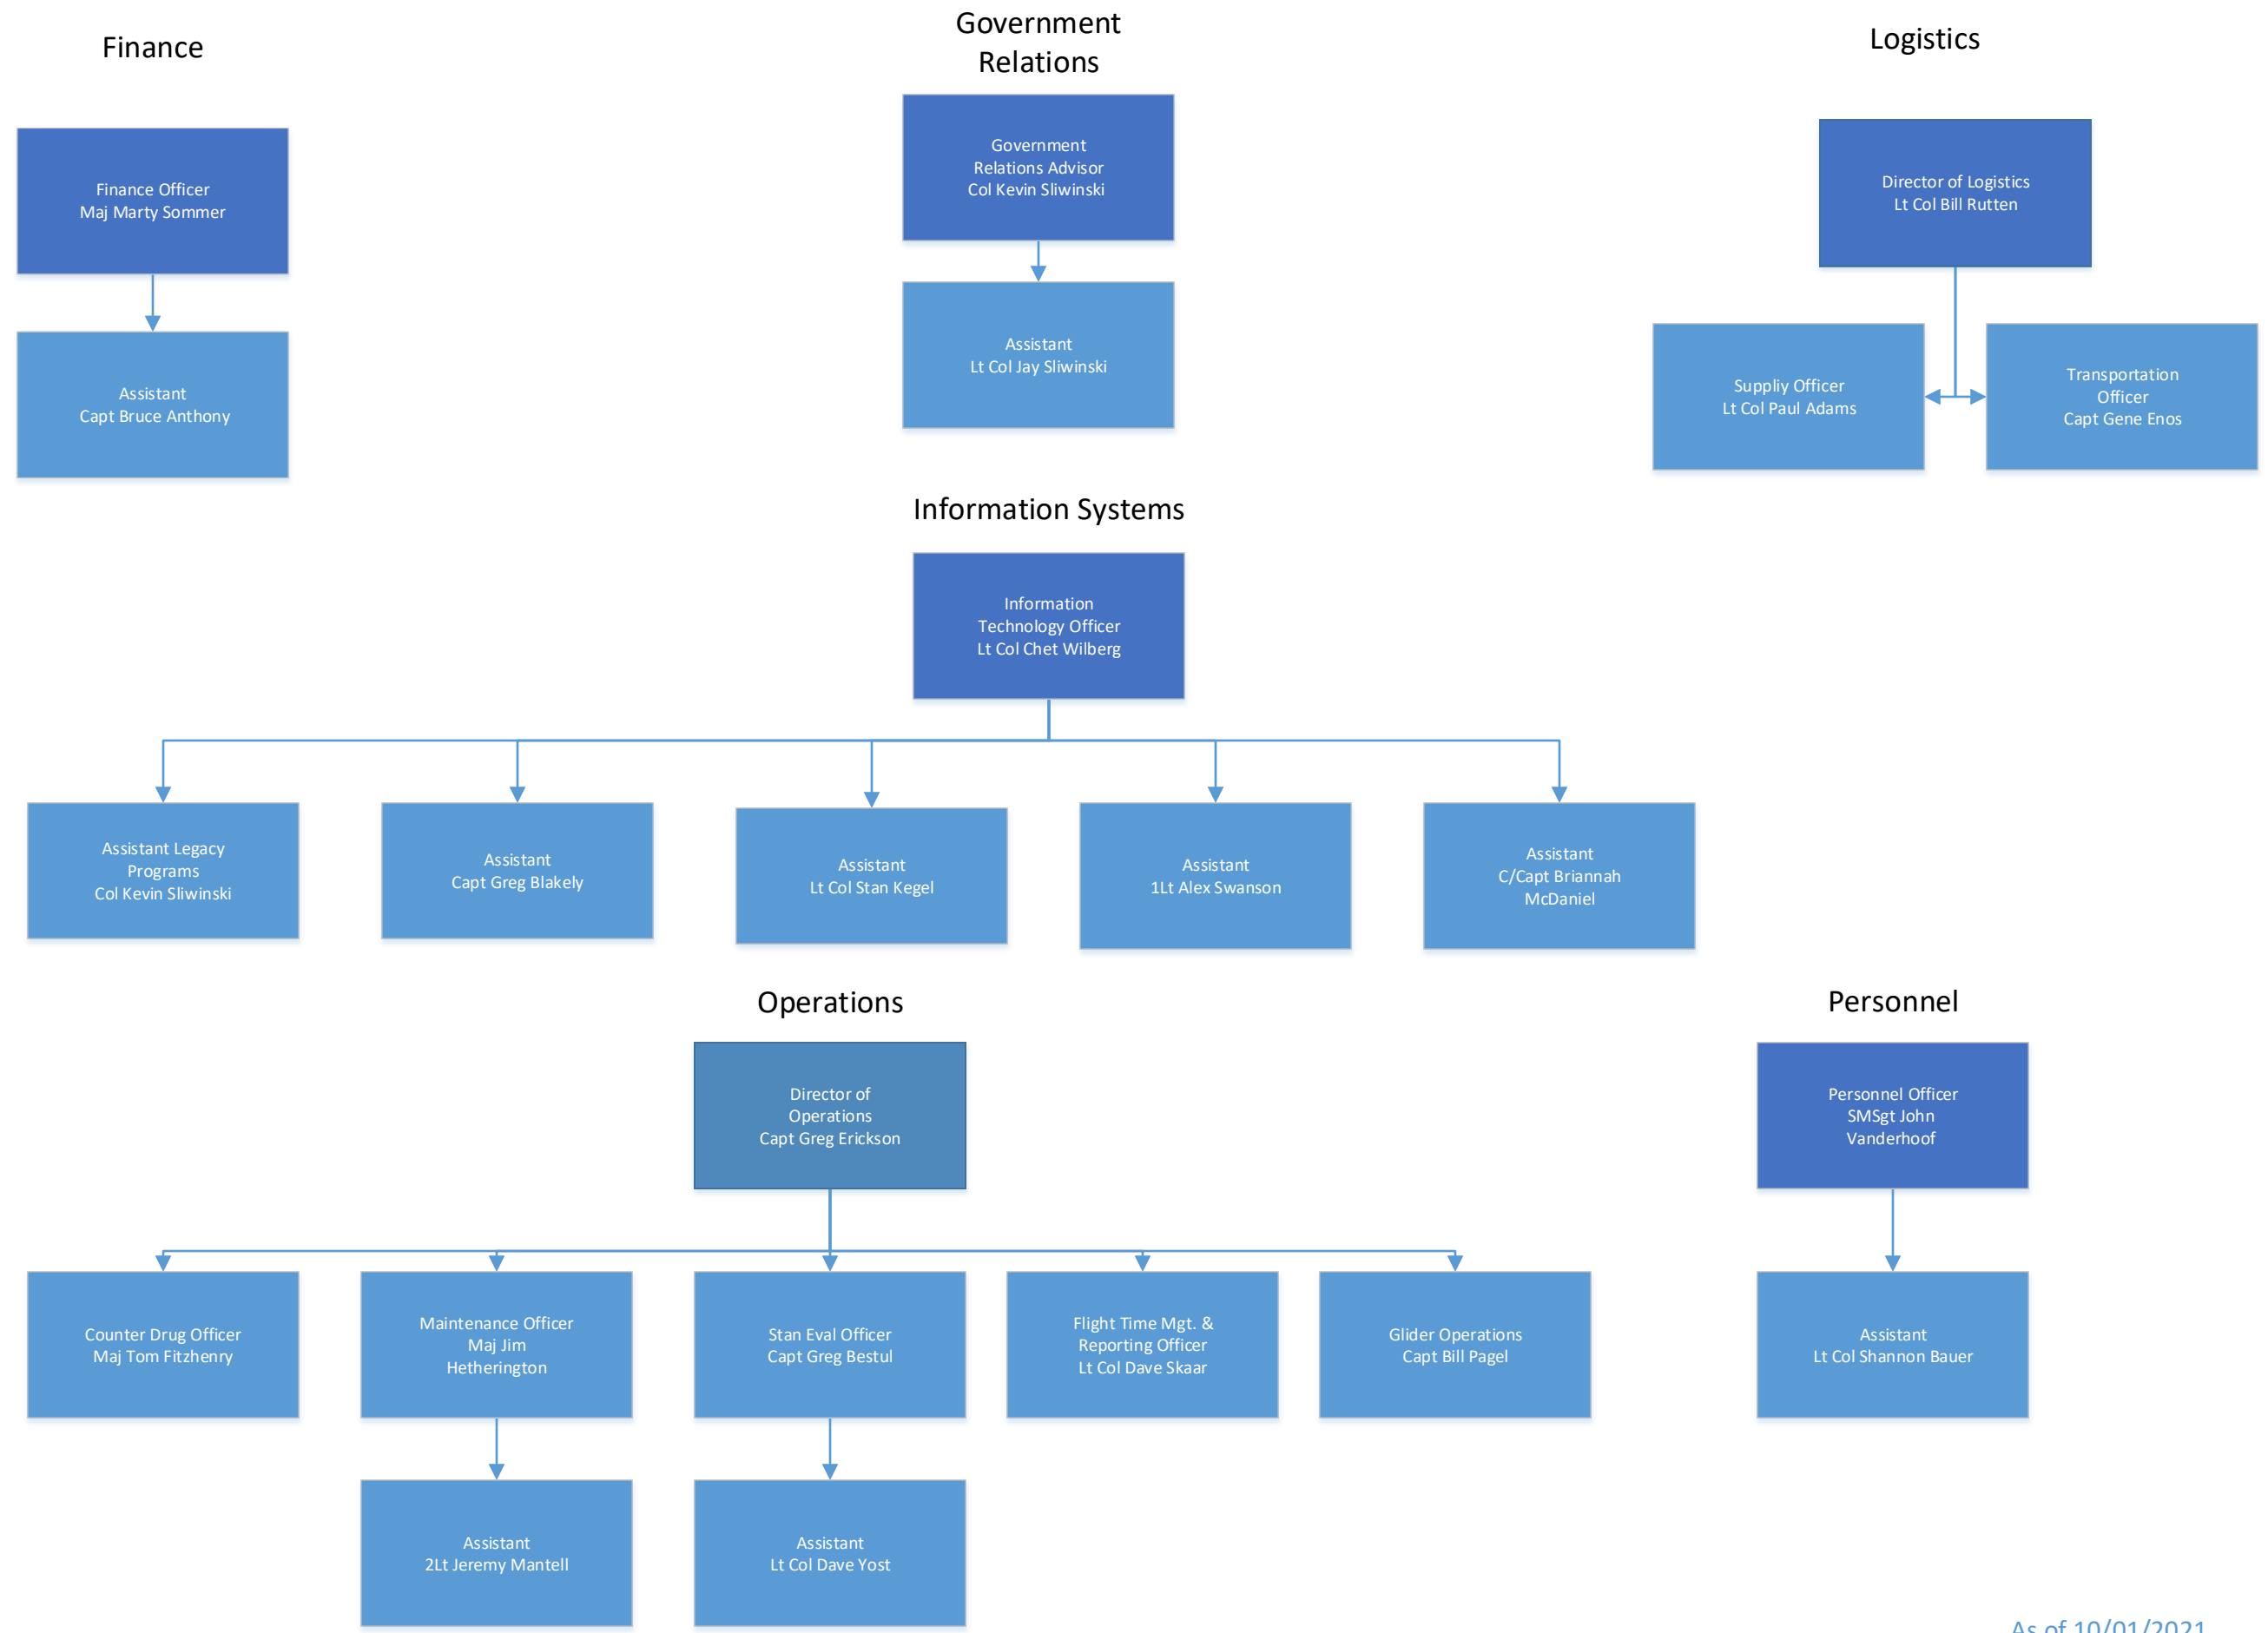 Finance
Government
Relations
Logistics
Finance Officer
Maj Marty Sommer
Government
Relations Advisor
Col Kevin Sliwinski
Director of Logistics
Lt Col Bill Rutten
Assistant
Capt Bruce Anthony
Assistant
Lt Col Jay Sliwinski
Suppliy Officer
Lt Col Paul Adams
Transportation
Officer
Capt Gene Enos
Information Systems
Information
Technology Officer
Lt Col Chet Wilberg
Assistant Legacy
Programs
Col Kevin Sliwinski
Assistant
Capt Greg Blakely
Assistant
Lt Col Stan Kegel
Assistant
1Lt Alex Swanson
Assistant
C/Capt Briannah
McDaniel
Operations
Personnel
Director of
Operations
Capt Greg Erickson
Personnel Officer
SMSgt John
Vanderhoof
Counter Drug Officer
Maj Tom Fitzhenry
Maintenance Officer
Maj Jim
Hetherington
Stan Eval Officer
Capt Greg Bestul
Flight Time Mgt. &
Reporting Officer
Lt Col Dave Skaar
Glider Operations
Capt Bill Pagel
Assistant
Lt Col Shannon Bauer
Assistant
2Lt Jeremy Mantell
Assistant
Lt Col Dave Yost
As of 10/01/2021